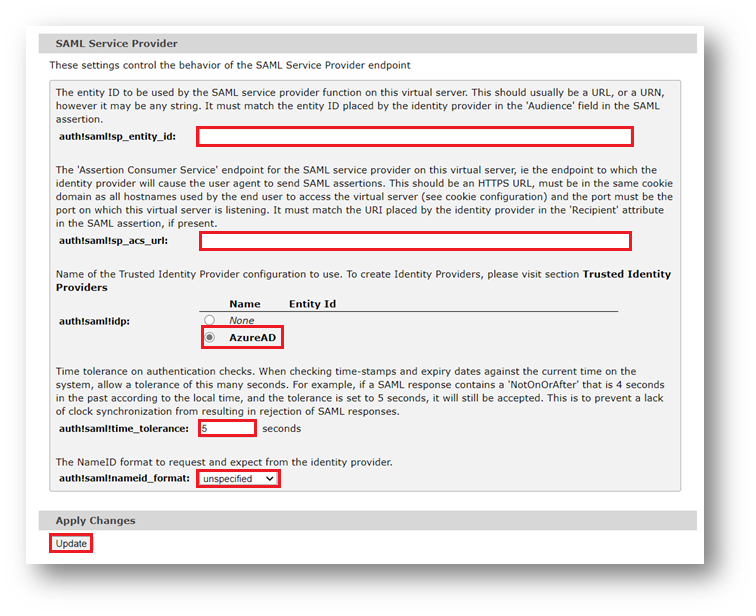 SAML Service Provider
These settings control the behavior of the SAML Service Provider endpoint
The entity ID to be used by the SAML service provider function on this virtual server. This should usually be a URL, or a URN,
however it may be any string. It must match the entity ID placed by the identity provider in the 'Audience' field in the SAML
assertion.
auth!saml!sp_entity_id:
The 'Assertion Consumer Service' endpoint for the SAML service provider on this virtual server, ie the endpoint to which the
identity provider will cause the user agent to send SAML assertions. This should be an HTTPS URL, must be in the same cookie
domain as all hostnames used by the end user to access the virtual server (see cookie configuration) and the port must be the
port on which this virtual server is listening. It must match the URI placed by the identity provider in the 'Recipient' attribute
in the SAML assertion, if present.
auth!saml!sp_acs_url:
Name of the Trusted Identity Provider configuration to use. To create Identity Providers, please visit section Trusted Identity
Providers
Name Entity Id
auth!saml!idp:
None
AzureAD
Time tolerance on authentication checks. When checking time-stamps and expiry dates against the current time on the
system, allow a tolerance of this many seconds. For example, if a SAML response contains a 'NotOnOrAfter' that is 4 seconds
in the past according to the local time, and the tolerance is set to 5 seconds, it will still be accepted. This is to prevent a lack
of clock synchronization from resulting in rejection of SAML responses.
auth!saml!time_tolerance: 5 seconds
The NameID format to request and expect from the identity provider.
auth!saml!nameid_format: unspecified
Apply Changes
Update